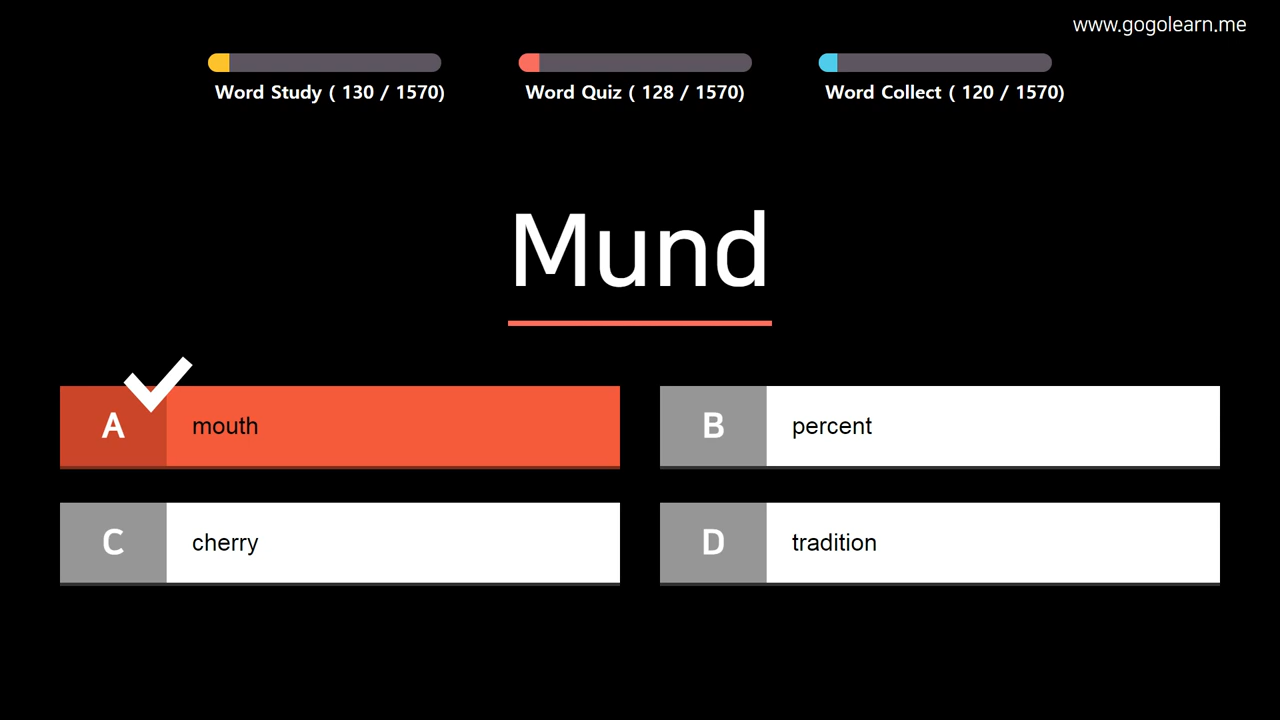 www.gogolearn.me
Word Study ( 130 / 1570)
Word Quiz ( 128 / 1570)
Word Collect ( 120 / 1570)
Mund
A mouth
B percent
C cherry
D tradition